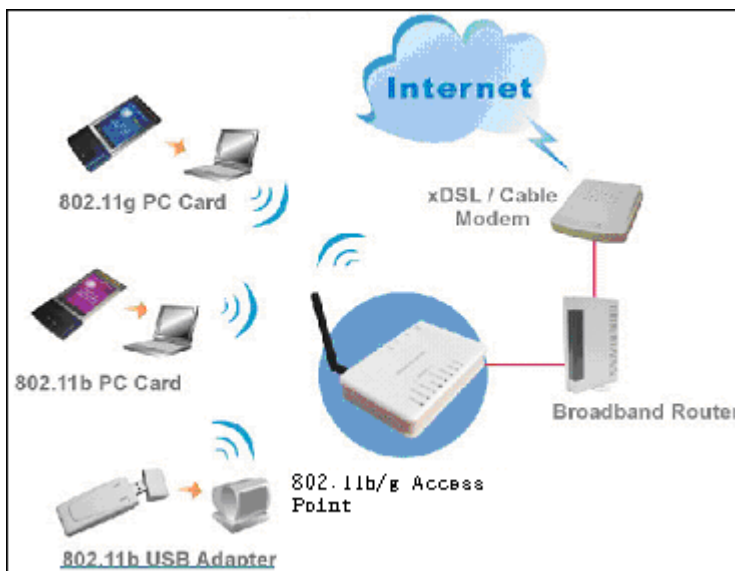 Internet
802.11g PC Card
xDSL / Cable
Modem
802.11b PC Card
Broadband Router
802.11b/g Access
Point
802.11b USB Adapter